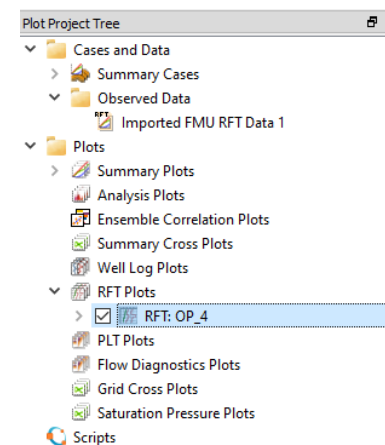 Plot Project Tree
Cases and Data
Summary Cases
Observed Data
RFT
Imported FMU RFT Data 1
Plots
Summary Plots
Analysis Plots
Ensemble Correlation Plots
Summary Cross Plots
Well Log Plots
RFT Plots
RFT: OP_4
PLT Plots
Flow Diagnostics Plots
Grid Cross Plots
Saturation Pressure Plots
Scripts